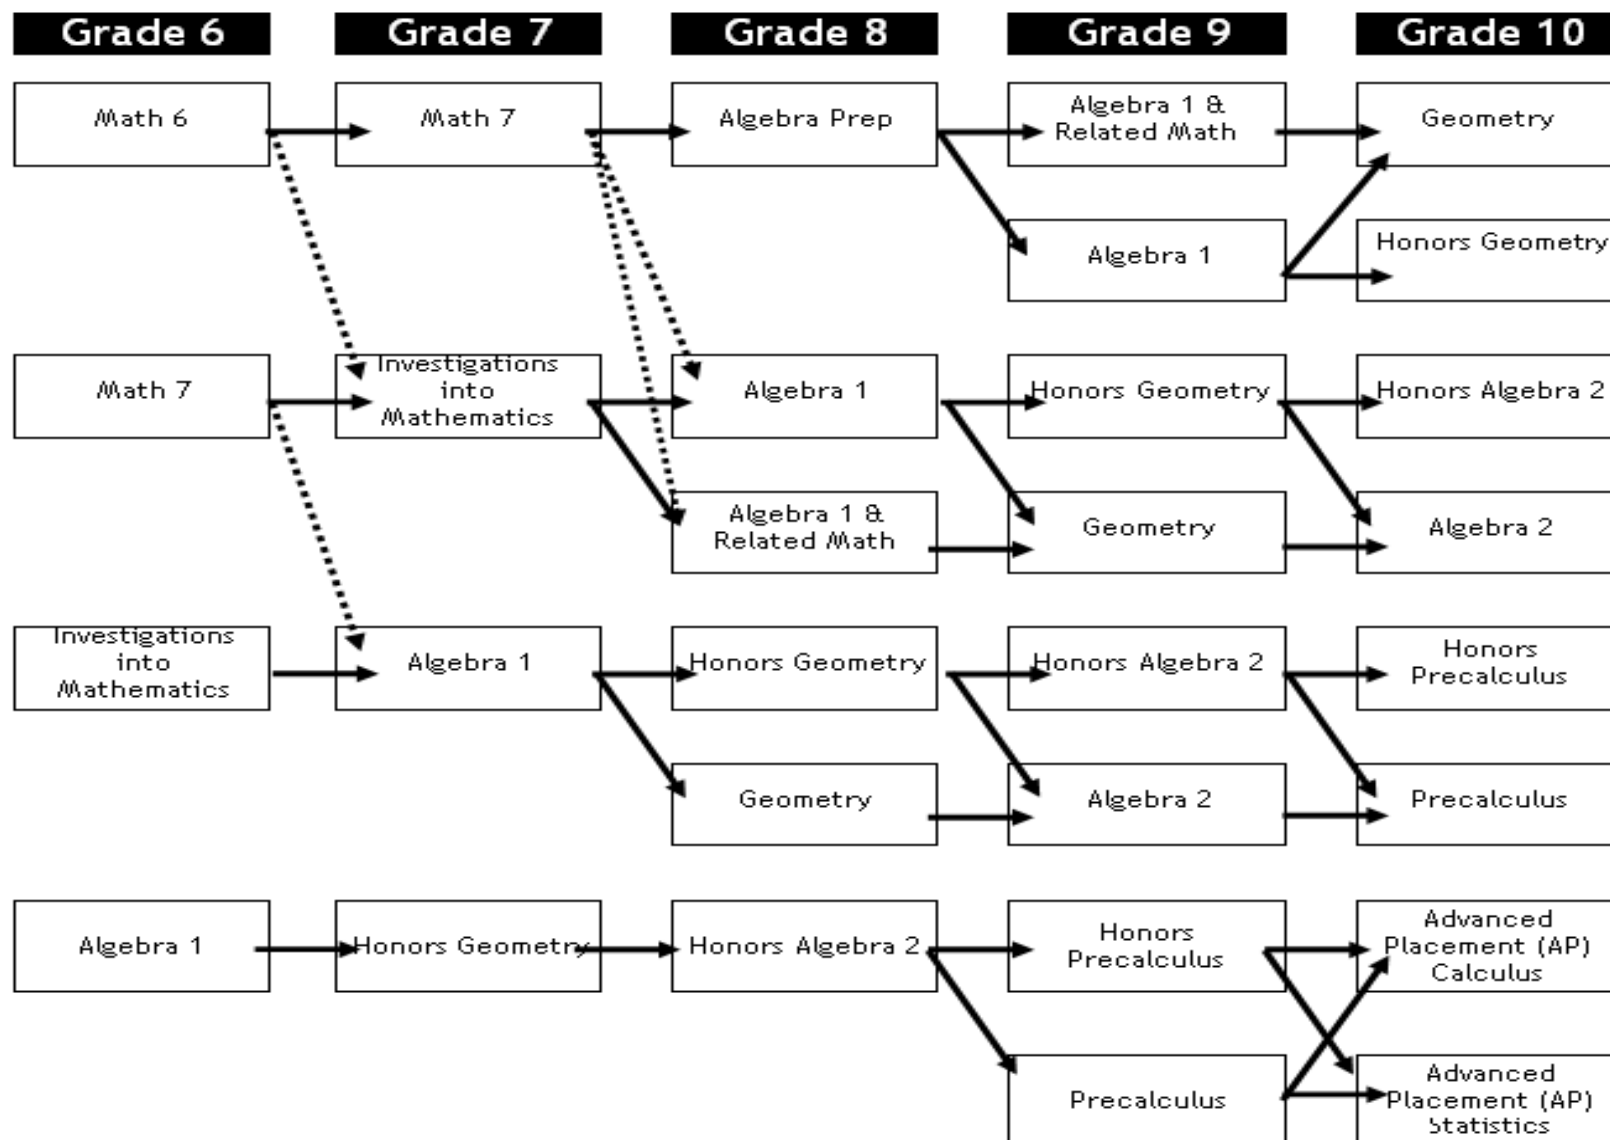 Grade 6
Grade 7
Grade 8
Grade 9
Grade 10
Math 6
Math 7
Algebra Prep
Algebra 1 &
Related Math
Geometry
Algebra 1
Honors Geometry
Math 7
Investigations
into
Mathematics
Algebra 1
Honors Geometry
Honors Algebra 2
Algebra 1 &
Related Math
Geometry
Algebra 2
Investigations
into
Mathematics
Algebra 1
Honors Geometry
Honors Algebra 2
Honors
Precalculus
Geometry
Algebra 2
Precalculus
Algebra 1
Honors Geometry
Honors Algebra 2
Honors
Precalculus
Advanced
Placement (AP)
Calculus
Precalculus
Advanced
Placement (AP)
Statistics